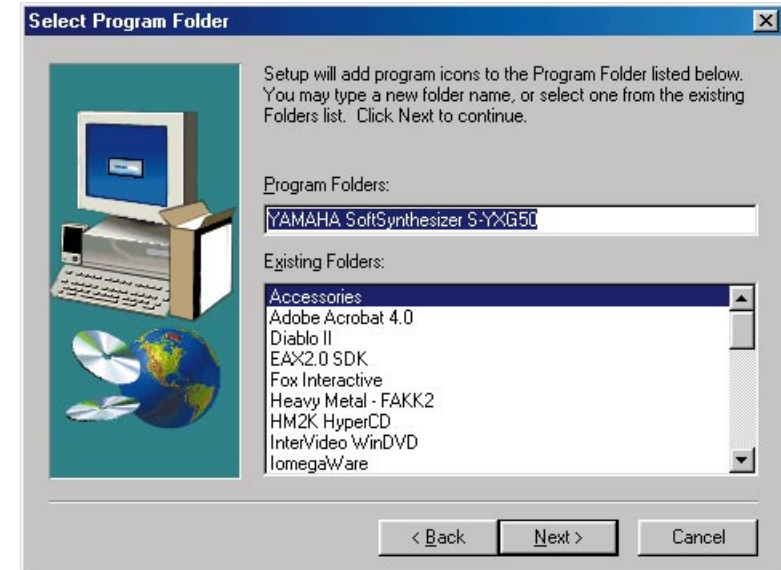 Select Program Folder
Setup will add program icons to the Program Folder listed below.
You may type a new folder name, or select one from the existing
Folders list. Click Next to continue.
Program Folders:
YAMAHA SoftSynthesizer S-YXG50
Existing Folders:
Accessories
Adobe Acrobat 4.0
Diablo II
EAX2.0 SDK
Fox Interactive
Heavy Metal - FAKK2
HM2K HyperCD
InterVideo WinDVD
IomegaWare
< Back Next > Cancel